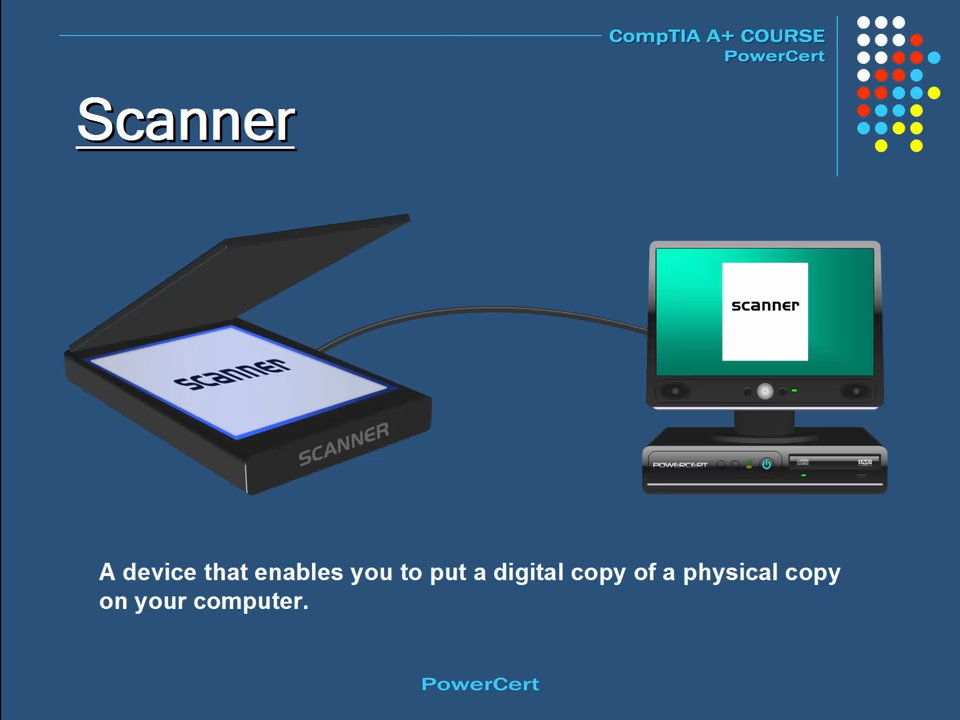 CompTIA A+ COURSE
PowerCert
Scanner
scanner
scanner
SCANNER
POWERCERT
A device that enables you to put a digital copy of a physical copy
on your computer.
PowerCert